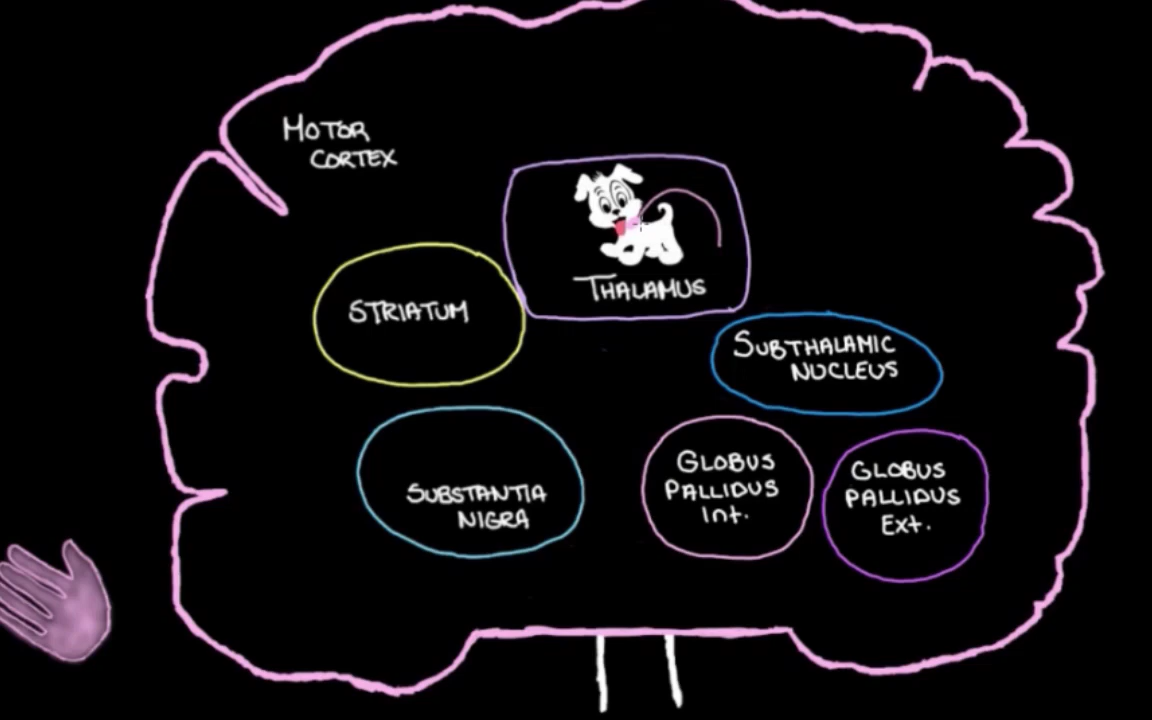 MOTOR
CORTEX
THALAMUS
STRIATUM
SUBTHALAMIC
NUCLEUS
SUBSTANTIA
NIGRA
GLOBUS
PALLIDUS
Int.
GLOBUS
PALLIDUS
Ext.